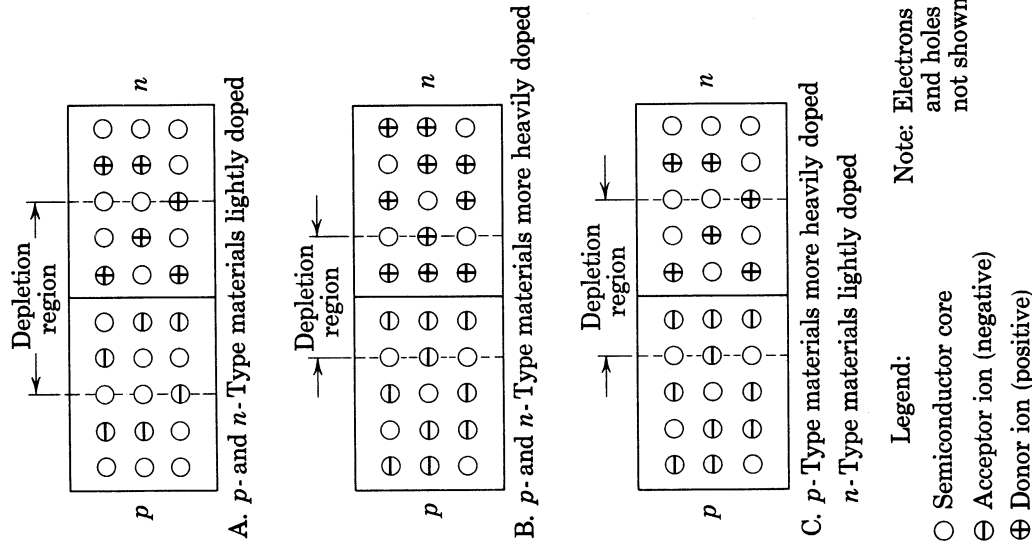 Depletion
region
p
n
A. p- and n-Type materials lightly doped
Depletion
region
p
n
B. p- and n-Type materials more heavily doped
Depletion
region
p
n
C. p-Type materials more heavily doped
n-Type materials lightly doped
Legend:
Semiconductor core
Acceptor ion (negative)
Donor ion (positive)
Note: Electrons
and holes
not shown